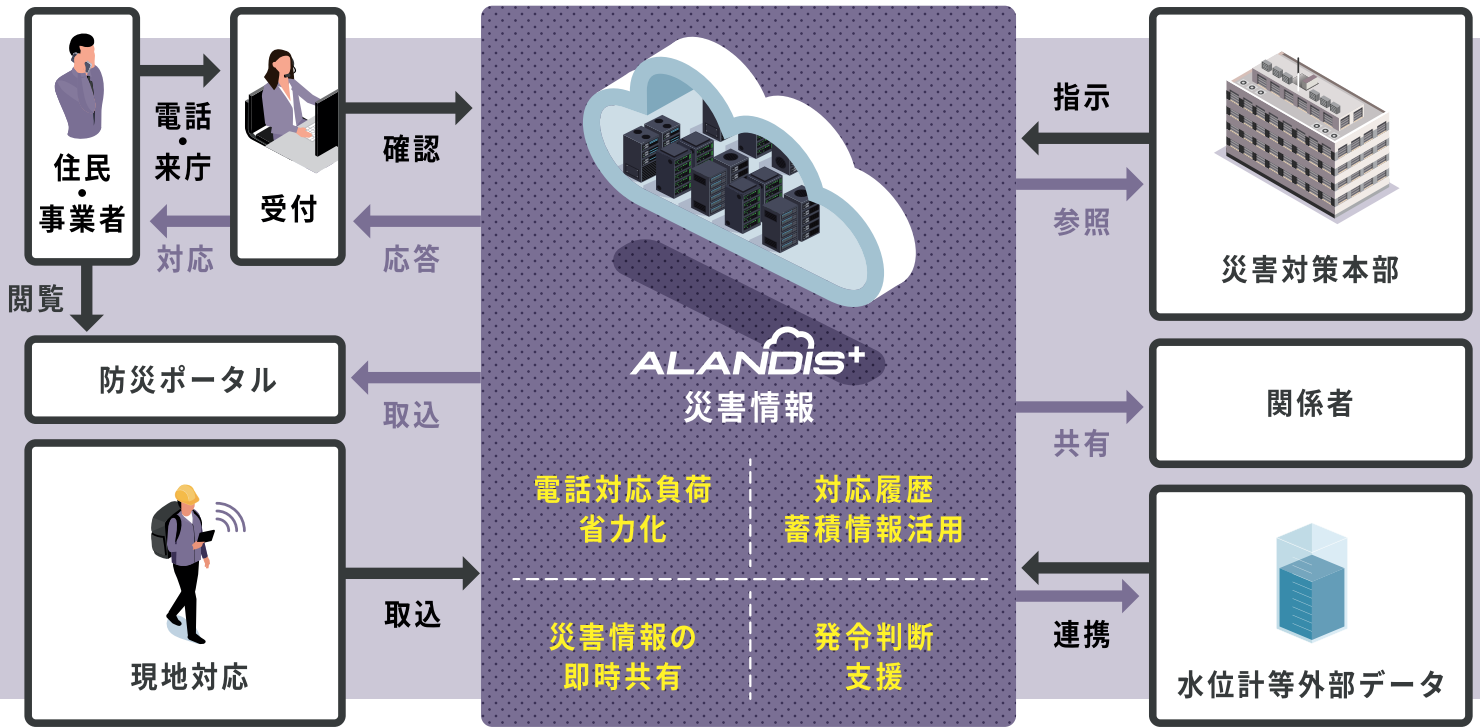 住民
・
事業者
電話
・
来庁
対応
受付
確認
応答
閲覧
防災ポータル
取込
現地対応
取込
ALANDIS+
災害情報
電話対応負荷
省力化
対応履歴
蓄積情報活用
災害情報の
即時共有
発令判断
支援
指示
参照
災害対策本部
共有
関係者
連携
水位計等外部データ